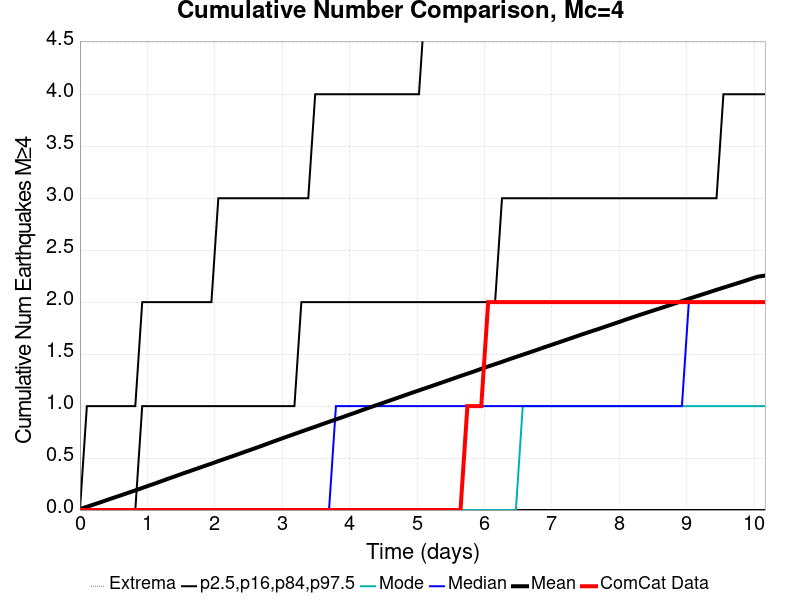 Cumulative Number Comparison, Mc=4
Cumulative Num Earthquakes M≥4
4.5
4.0
3.5
3.0
2.5
2.0
1.5
1.0
0.5
0.0
0 1 2 3 4 5 6 7 8 9 10
Time (days)
Extrema p2.5,p16,p84,p97.5 Mode Median Mean ComCat Data